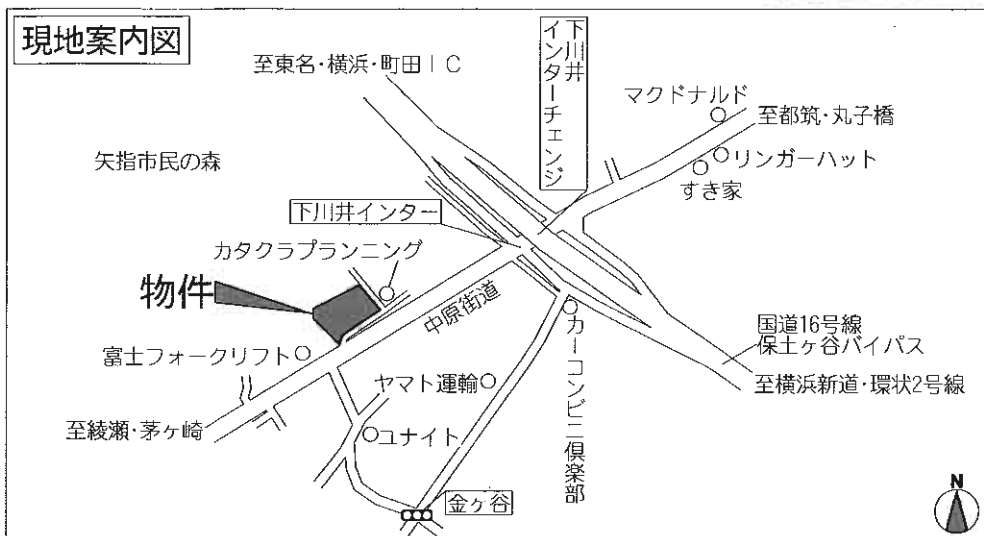 現地案内図
下川井
インターチェンジ
至東名・横浜・町田IC
マクドナルド
至都筑・丸子橋
矢指市民の森
リンガーハット
すき家
下川井インター
カタクラプランニング
物件
中原街道
国道16号線
保土ヶ谷バイパス
富士フォークリフト
カーコンビニ倶楽部
ヤマト運輸
至横浜新道・環状2号線
至綾瀬・茅ヶ崎
ユナイト
金ヶ谷
N